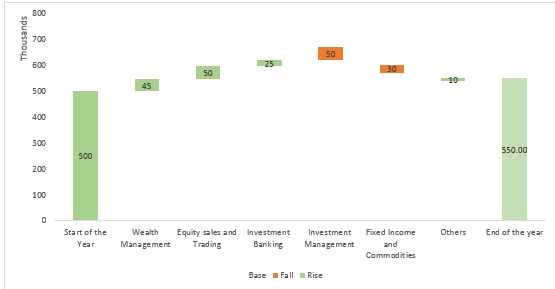 Thousands
800
700
600
500
400
300
200
100
0
500
45
50
25
50
30
10
550.00
Start of the
Year
Wealth
Management
Equity sales and
Trading
Investment
Banking
Investment
Management
Fixed Income
and
Commodities
Others
End of the year
Base Fall Rise